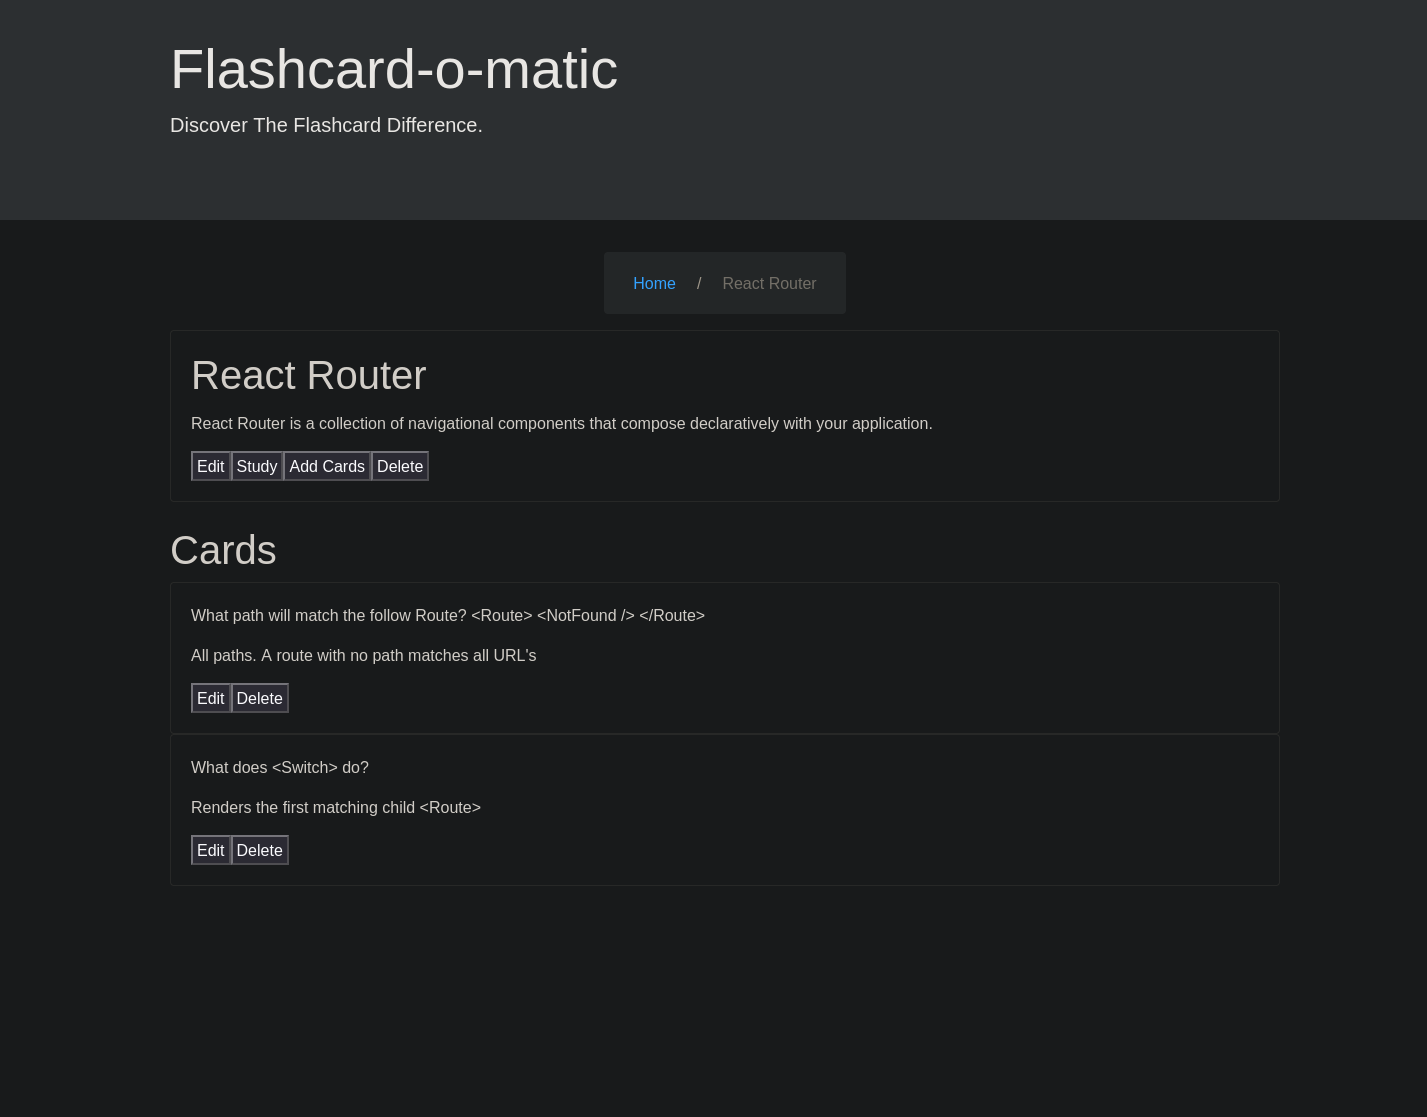 Flashcard-o-matic
Discover The Flashcard Difference.
Home / React Router
React Router
React Router is a collection of navigational components that compose declaratively with your application.
Edit Study Add Cards Delete
Cards
What path will match the follow Route? <Route> <NotFound /> </Route>
All paths. A route with no path matches all URL's
Edit Delete
What does <Switch> do?
Renders the first matching child <Route>
Edit Delete